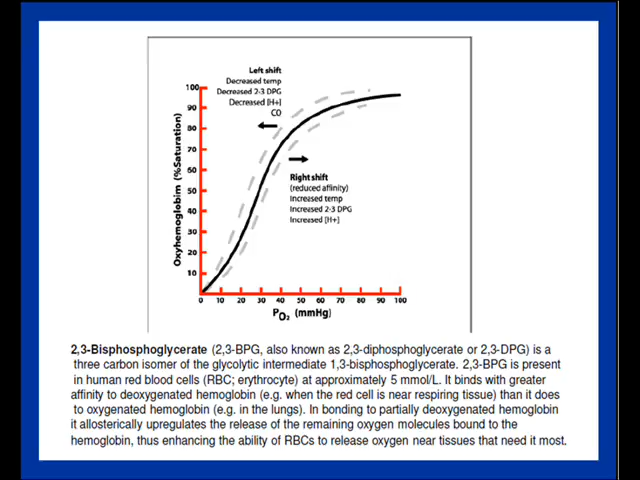 Left shift
Decreased temp
Decreased 2-3 DPG
Decreased [H+]
CO
Right shift
(reduced affinity)
Increased temp
Increased 2-3 DPG
Increased [H+]
Oxyhemoglobim (%Saturation)
100
90
80
70
60
50
40
30
20
10
0 10 20 30 40 50 60 70 80 90 100
PO2 (mmHg)
2,3-Bisphosphoglycerate (2,3-BPG, also known as 2,3-diphosphoglycerate or 2,3-DPG) is a
three carbon isomer of the glycolytic intermediate 1,3-bisphosphoglycerate. 2,3-BPG is present
in human red blood cells (RBC; erythrocyte) at approximately 5 mmol/L. It binds with greater
affinity to deoxygenated hemoglobin (e.g. when the red cell is near respiring tissue) than it does
to oxygenated hemoglobin (e.g. in the lungs). In bonding to partially deoxygenated hemoglobin
it allosterically upregulates the release of the remaining oxygen molecules bound to the
hemoglobin, thus enhancing the ability of RBCs to release oxygen near tissues that need it most.